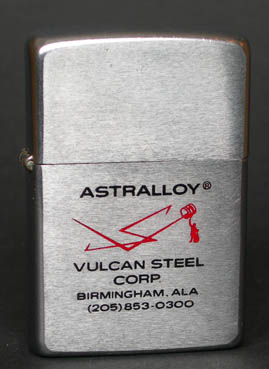 ASTRALLOY®
VULCAN STEEL
CORP.
BIRMINGHAM, ALA
(205) 853-0300